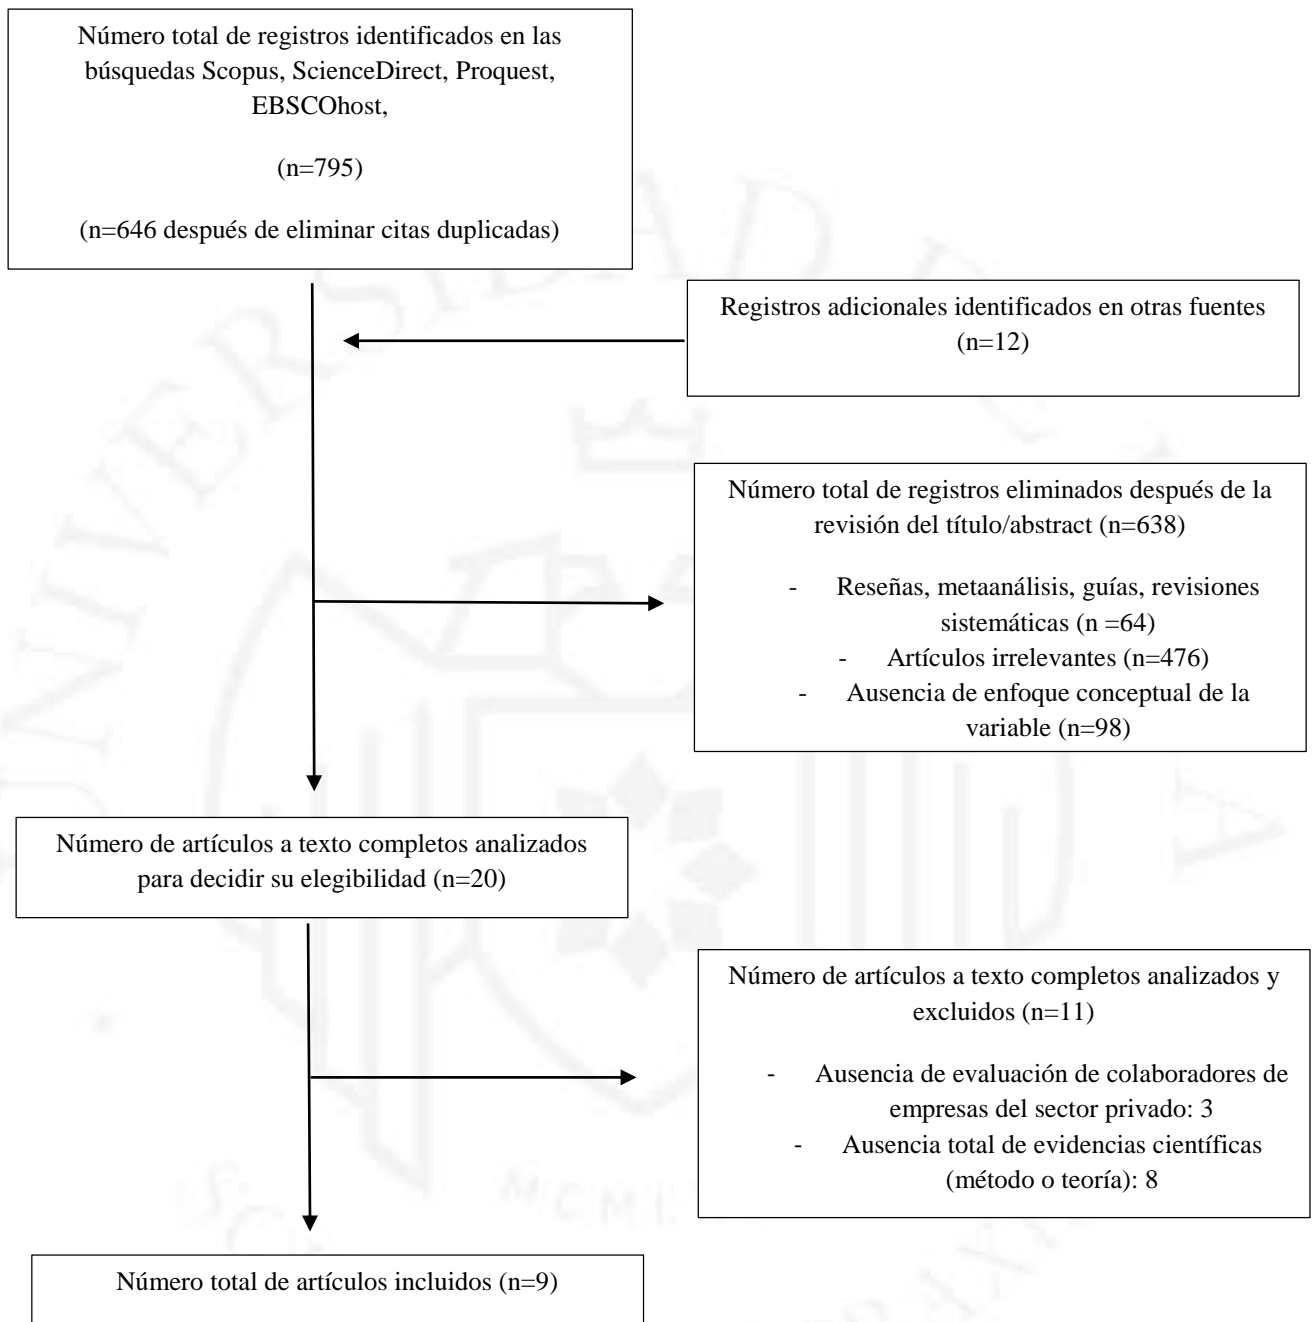 Número total de registros identificados en las
búsquedas Scopus, ScienceDirect, Proquest,
EBSCOhost,
(n=795)
(n=646 después de eliminar citas duplicadas)
Registros adicionales identificados en otras fuentes
(n=12)
Número total de registros eliminados después de la
revisión del título/abstract (n=638)
- Reseñas, metaanálisis, guías, revisiones
sistemáticas (n =64)
- Artículos irrelevantes (n=476)
- Ausencia de enfoque conceptual de la
variable (n=98)
Número de artículos a texto completos analizados
para decidir su elegibilidad (n=20)
Número de artículos a texto completos analizados y
excluidos (n=11)
- Ausencia de evaluación de colaboradores de
empresas del sector privado: 3
- Ausencia total de evidencias científicas
(método o teoría): 8
Número total de artículos incluidos (n=9)